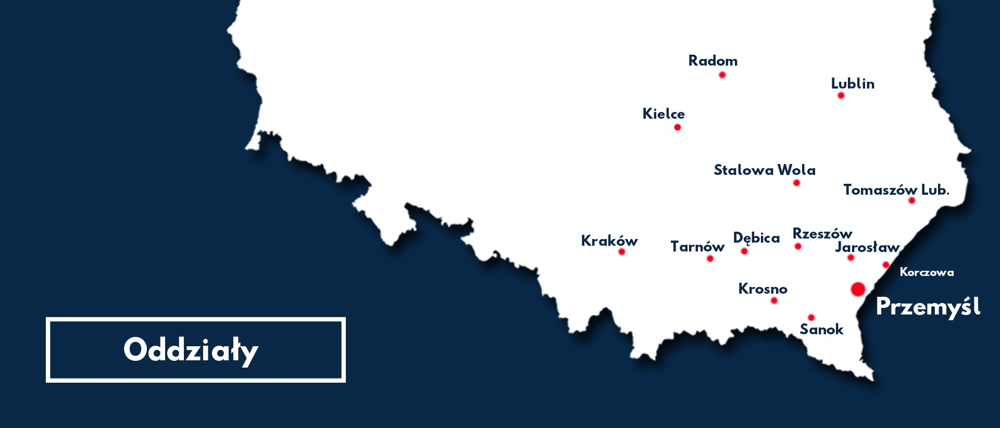 Radom
Lublin
Kielce
Stalowa Wola
Tomaszów Lub.
Kraków
Tarnów
Dębica
Rzeszów
Jarosław
Korczowa
Krosno
Przemyśl
Sanok
Oddziały